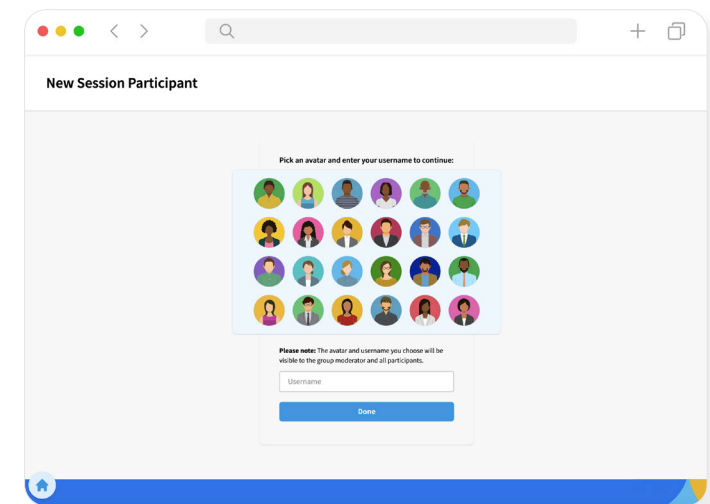 New Session Participant
Pick an avatar and enter your username to continue:
Please note: The avatar and username you choose will be
visible to the group moderator and all participants.
Username
Done